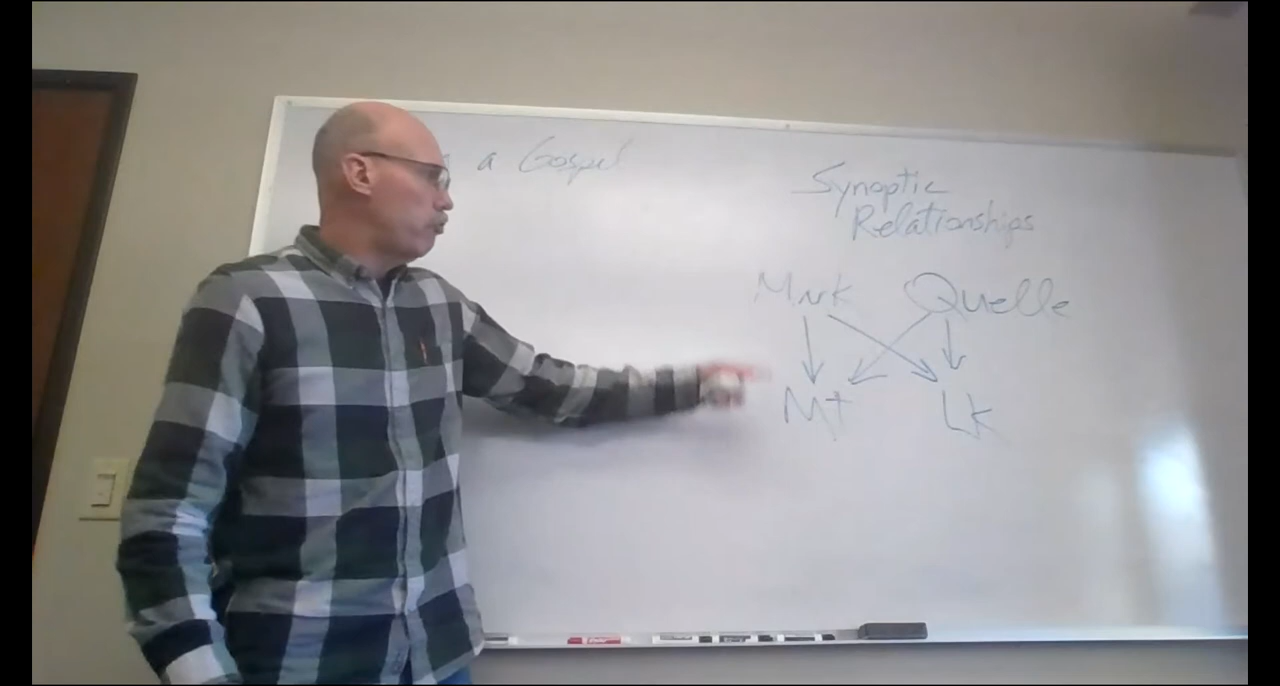 a Gospel
Synoptic
Relationships
Mark Quelle
Mt Lk